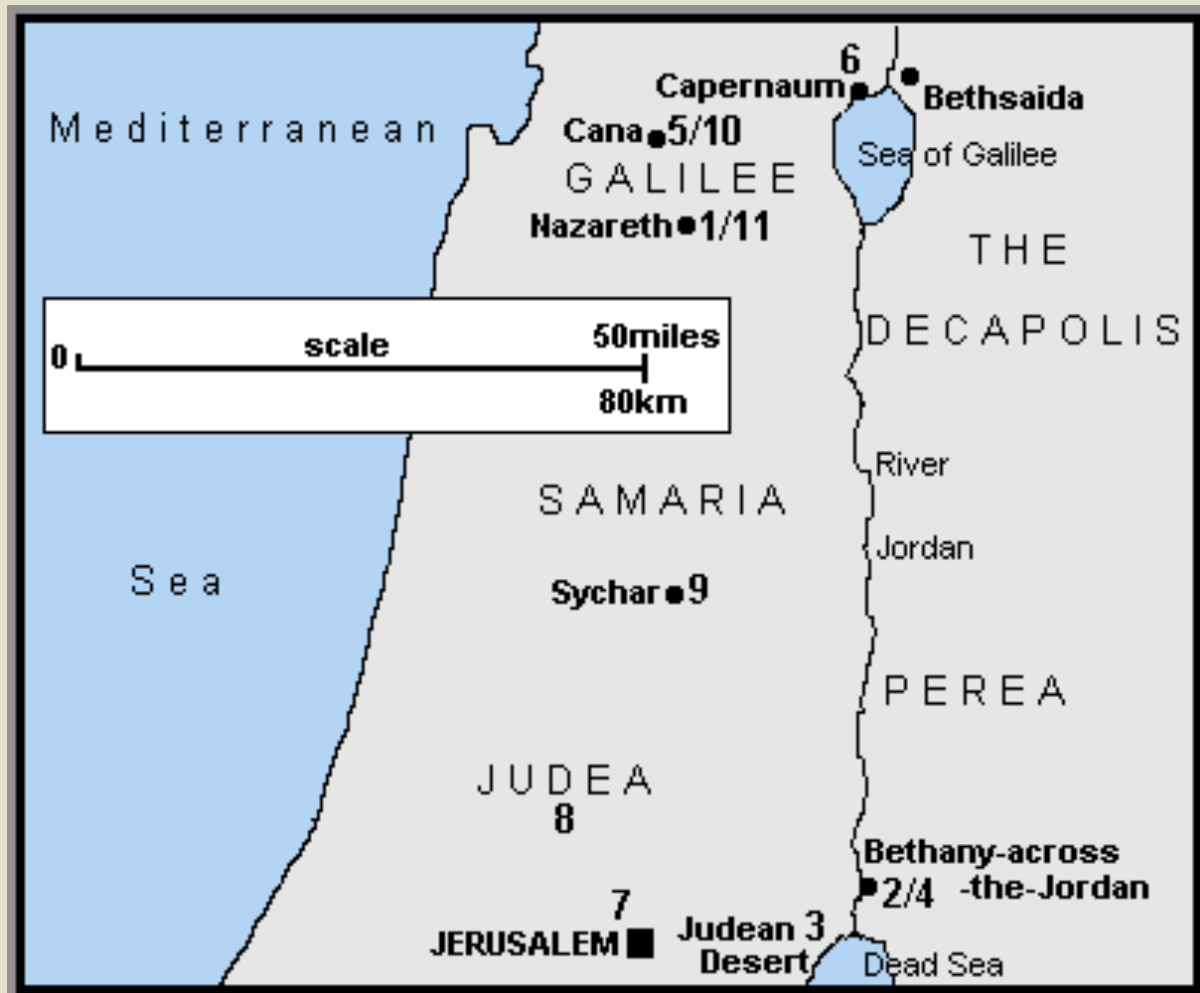 6
Capernaum
Bethsaida
Mediterranean
Cana 5/10
Sea of Galilee
GALILEE
Nazareth 1/11
THE
DECAPOLIS
0 scale 50miles
80km
River
SAMARIA
Jordan
Sea
Sychar 9
PEREA
JUDEA
8
Bethany-across
2/4 -the-Jordan
7
JERUSALEM
Judean 3
Desert
Dead Sea